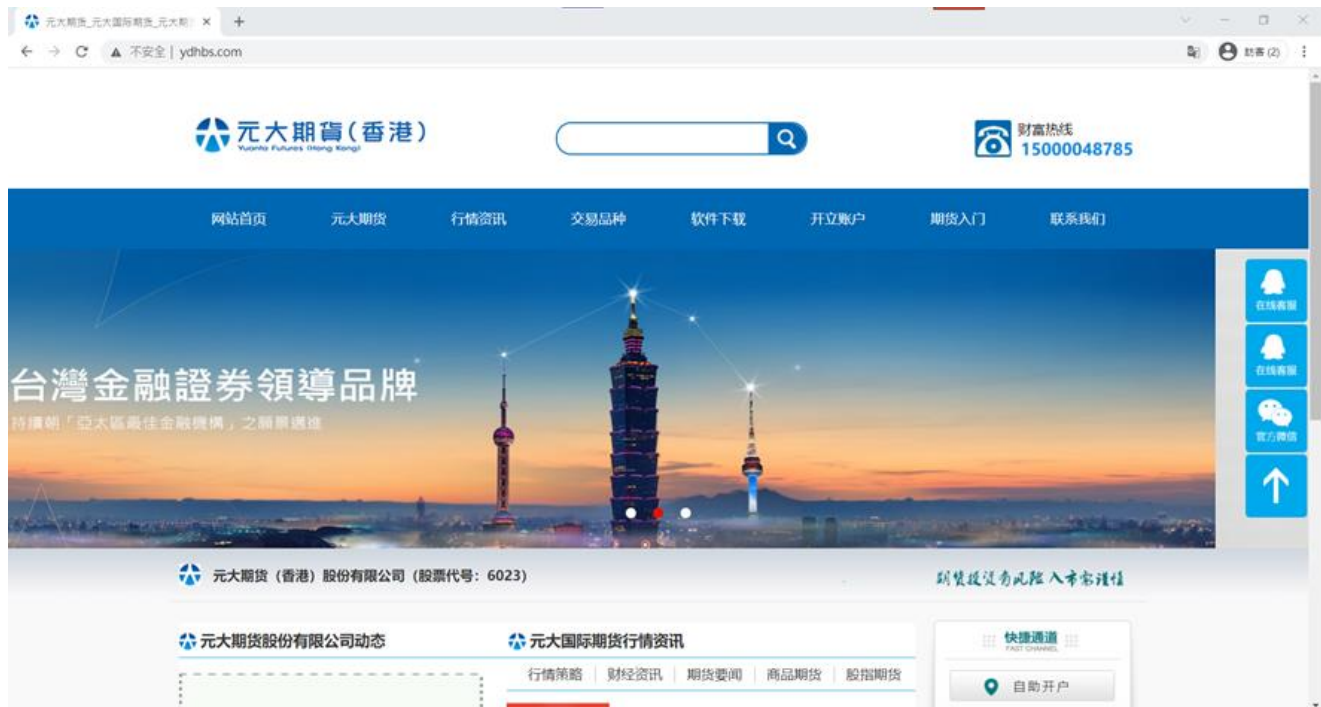 元大期货_元大国际期货_元大期
不安全 | ydhbs.com
訪客 (2)
元大期貨(香港)
Yuanta Futures (Hong Kong)
财富热线
15000048785
网站首页 元大期货 行情资讯 交易品种 软件下载 开立账户 期货入门 联系我们
台灣金融證券領導品牌
持續朝「亞太區最佳金融機構」之願景邁進
在线客服
在线客服
官方微信
元大期货（香港）股份有限公司（股票代号：6023）
期货投资有风险 入市需谨慎
元大期货股份有限公司动态
元大国际期货行情资讯
行情策略 | 财经资讯 | 期货要闻 | 商品期货 | 股指期货
快捷通道
FAST CHANNEL
自助开户